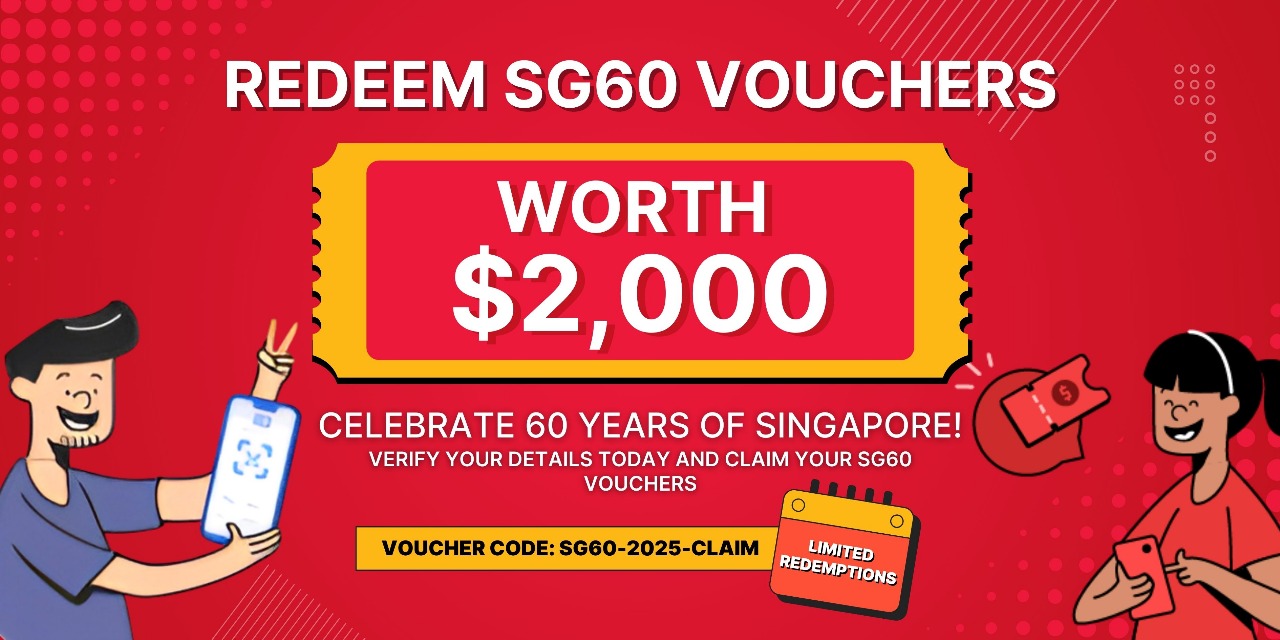 REDEEM SG60 VOUCHERS
WORTH
$2,000
CELEBRATE 60 YEARS OF SINGAPORE!
VERIFY YOUR DETAILS TODAY AND CLAIM YOUR SG60
VOUCHERS
VOUCHER CODE: SG60-2025-CLAIM
LIMITED
REDEMPTIONS
$